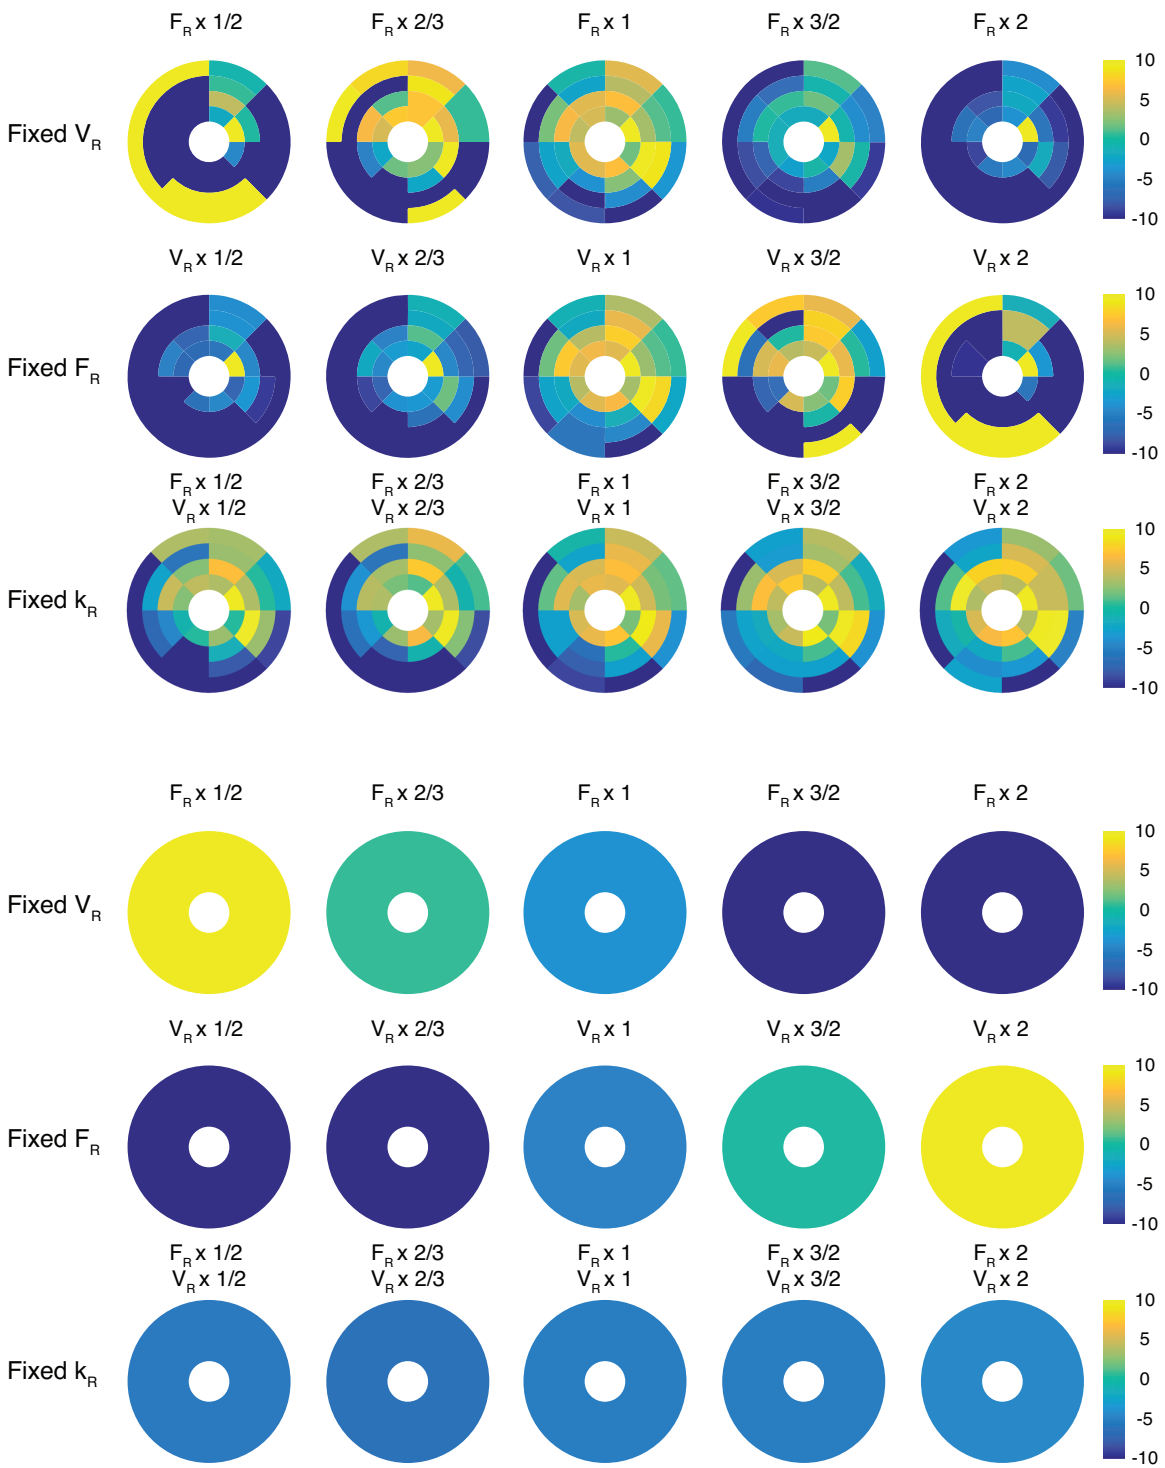 F_R x 1/2 F_R x 2/3 F_R x 1 F_R x 3/2 F_R x 2
Fixed V_R
10
5
0
-5
-10
V_R x 1/2 V_R x 2/3 V_R x 1 V_R x 3/2 V_R x 2
Fixed F_R
10
5
0
-5
-10
F_R x 1/2 F_R x 2/3 F_R x 1 F_R x 3/2 F_R x 2
V_R x 1/2 V_R x 2/3 V_R x 1 V_R x 3/2 V_R x 2
Fixed k_R
10
5
0
-5
-10
F_R x 1/2 F_R x 2/3 F_R x 1 F_R x 3/2 F_R x 2
Fixed V_R
10
5
0
-5
-10
V_R x 1/2 V_R x 2/3 V_R x 1 V_R x 3/2 V_R x 2
Fixed F_R
10
5
0
-5
-10
F_R x 1/2 F_R x 2/3 F_R x 1 F_R x 3/2 F_R x 2
V_R x 1/2 V_R x 2/3 V_R x 1 V_R x 3/2 V_R x 2
Fixed k_R
10
5
0
-5
-10